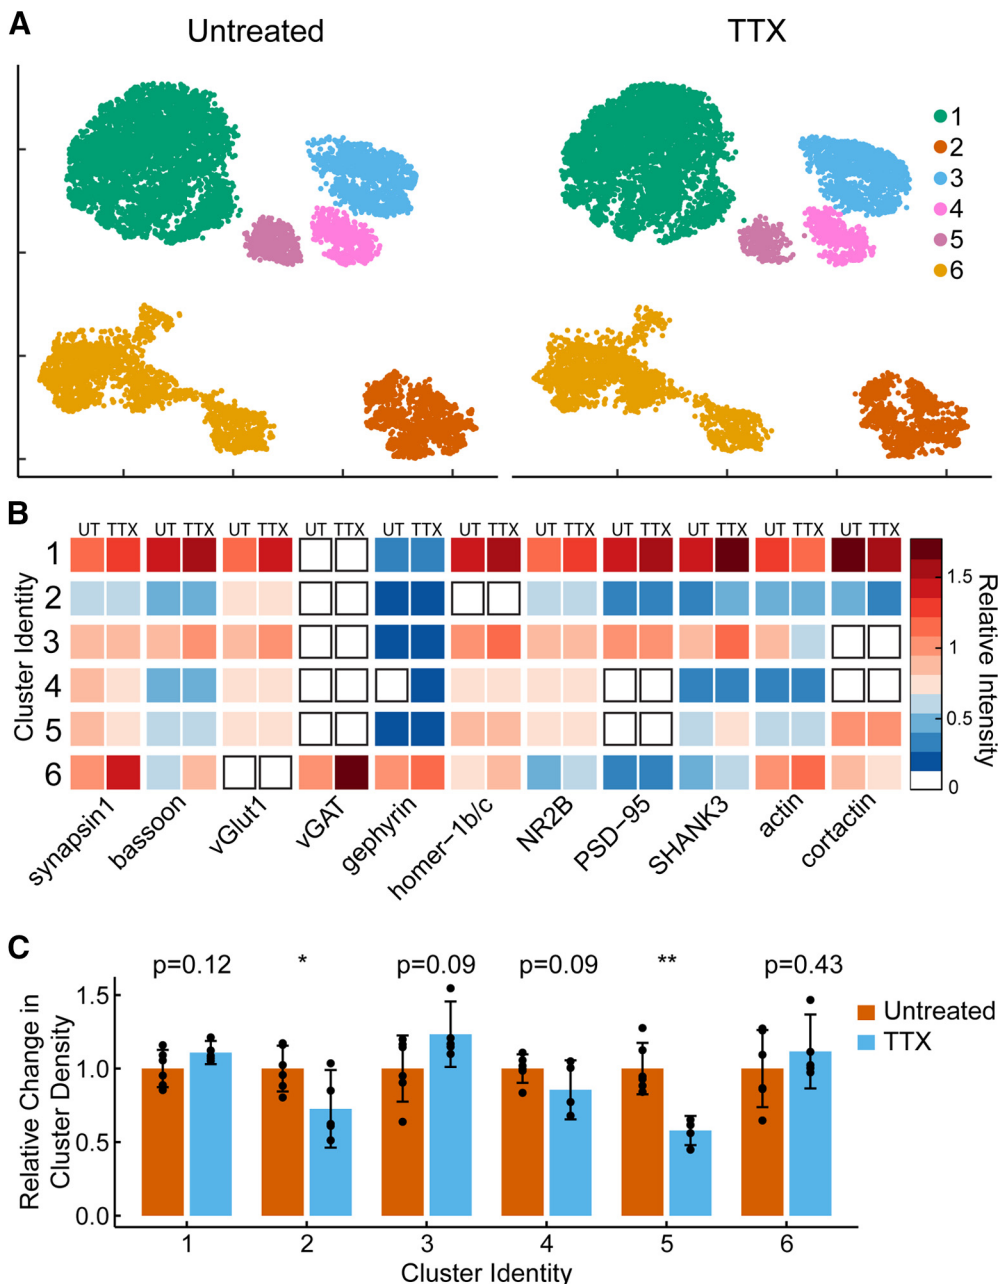 A
Untreated
TTX
1
2
3
4
5
6
B
UT TTX UT TTX UT TTX UT TTX UT TTX UT TTX UT TTX UT TTX UT TTX UT TTX UT TTX
Cluster Identity
1
2
3
4
5
6
1.5
1
0.5
0
Relative Intensity
synapsin1
bassoon
vGlut1
vGAT
gephyrin
homer-1b/c
NR2B
PSD-95
SHANK3
actin
cortactin
C
p=0.12
*
p=0.09
p=0.09
**
p=0.43
Relative Change in
Cluster Density
1.5
1.0
0.5
0.0
1 2 3 4 5 6
Cluster Identity
Untreated
TTX